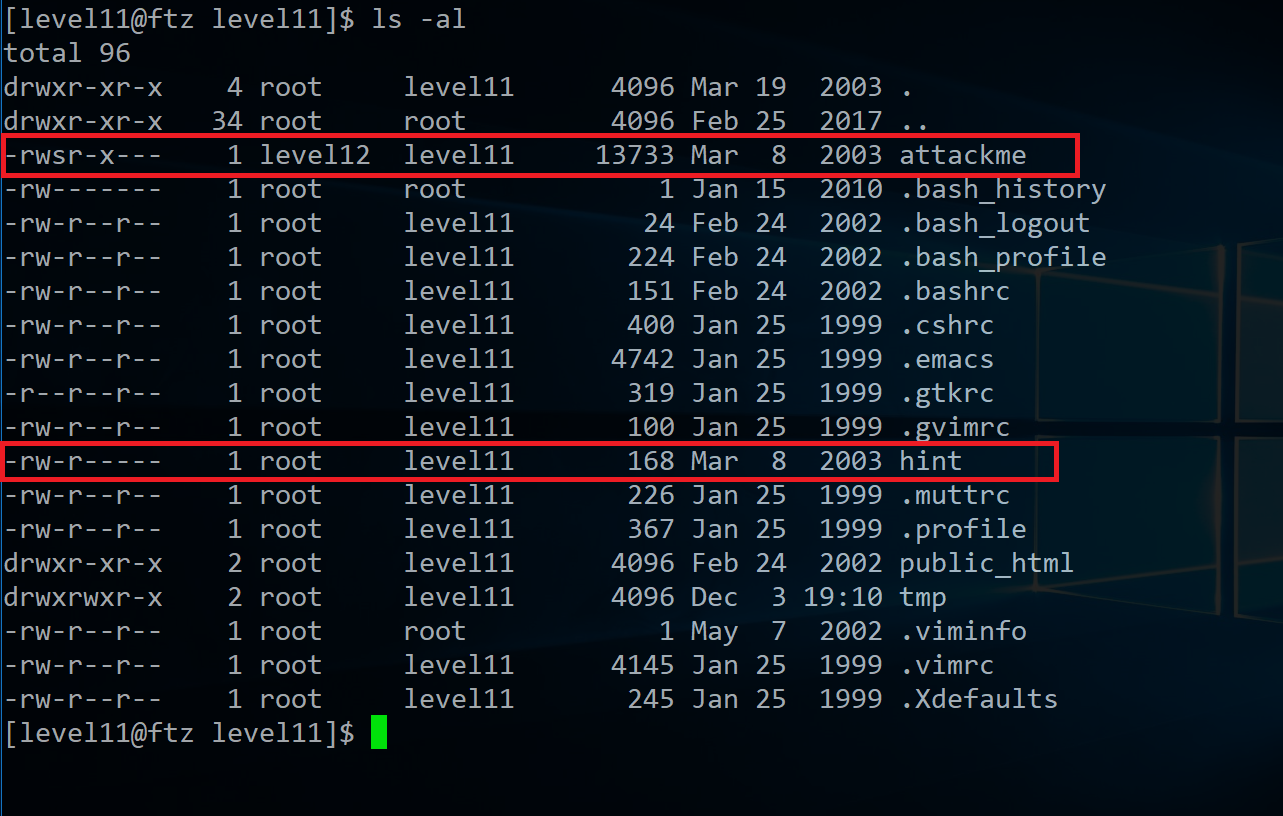 [level11@ftz level11]$ ls -al
total 96
drwxr-xr-x    4 root     level11      4096 Mar 19  2003 .
drwxr-xr-x   34 root     root         4096 Feb 25  2017 ..
-rwsr-x---    1 level12  level11     13733 Mar  8  2003 attackme
-rw-------    1 root     root            1 Jan 15  2010 .bash_history
-rw-r--r--    1 root     level11        24 Feb 24  2002 .bash_logout
-rw-r--r--    1 root     level11       224 Feb 24  2002 .bash_profile
-rw-r--r--    1 root     level11       151 Feb 24  2002 .bashrc
-rw-r--r--    1 root     level11       400 Jan 25  1999 .cshrc
-rw-r--r--    1 root     level11      4742 Jan 25  1999 .emacs
-r--r--r--    1 root     level11       319 Jan 25  1999 .gtkrc
-rw-r--r--    1 root     level11       100 Jan 25  1999 .gvimrc
-rw-r-----    1 root     level11       168 Mar  8  2003 hint
-rw-r--r--    1 root     level11       226 Jan 25  1999 .muttrc
-rw-r--r--    1 root     level11       367 Jan 25  1999 .profile
drwxr-xr-x    2 root     level11      4096 Feb 24  2002 public_html
drwxrwxr-x    2 root     level11      4096 Dec  3 19:10 tmp
-rw-r--r--    1 root     root            1 May  7  2002 .viminfo
-rw-r--r--    1 root     level11      4145 Jan 25  1999 .vimrc
-rw-r--r--    1 root     level11       245 Jan 25  1999 .Xdefaults
[level11@ftz level11]$